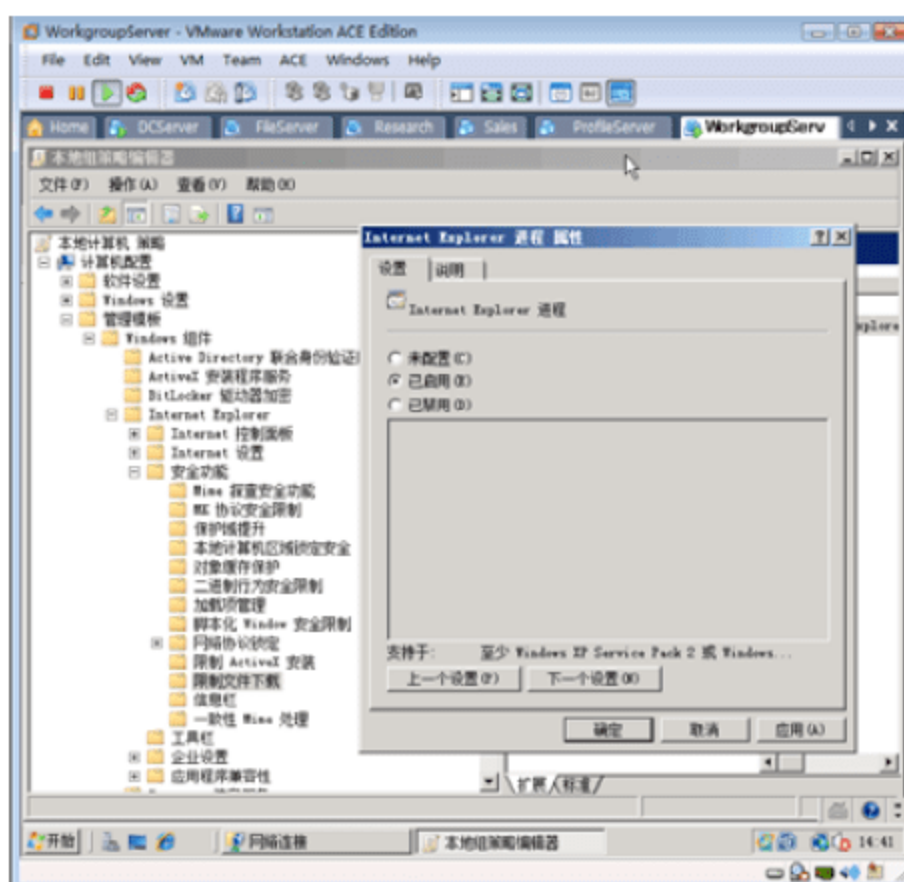 WorkgroupServer - VMware Workstation ACE Edition
File Edit View VM Team ACE Windows Help
Home DCServer FileServer Research Sales ProfileServer WorkgroupServ
本地组策略编辑器
文件(F) 操作(A) 查看(V) 帮助(H)
本地计算机 策略
计算机配置
软件设置
Windows 设置
管理模板
Windows 组件
Active Directory 联合身份验证
ActiveX 安装程序服务
BitLocker 驱动器加密
Internet Explorer
Internet 控制面板
Internet 设置
安全功能
Mime 探查安全功能
MK 协议安全限制
保护域提升
本地计算机区域锁定安全
对象缓存保护
二进制行为安全限制
加载项管理
脚本化 Window 安全限制
网络协议锁定
限制 ActiveX 安装
限制文件下载
信息栏
一致性 Mime 处理
工具栏
企业设置
应用程序兼容性
Internet Explorer 进程 属性
设置 说明
Internet Explorer 进程
未配置(C)
已启用(E)
已禁用(D)
支持于: 至少 Windows XP Service Pack 2 或 Windows...
上一个设置(P) 下一个设置(N)
确定 取消 应用(A)
xplore
扩展 标准
开始 网络连接 本地组策略编辑器 14:41